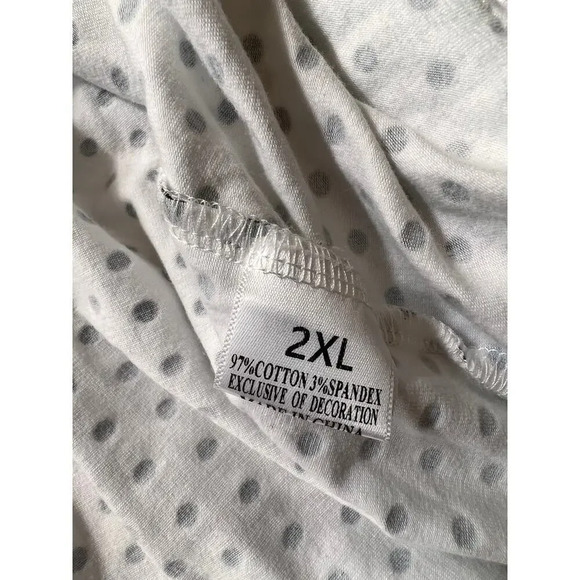 2XL
97%COTTON 3%SPANDEX
EXCLUSIVE OF DECORATION
MADE IN CHINA